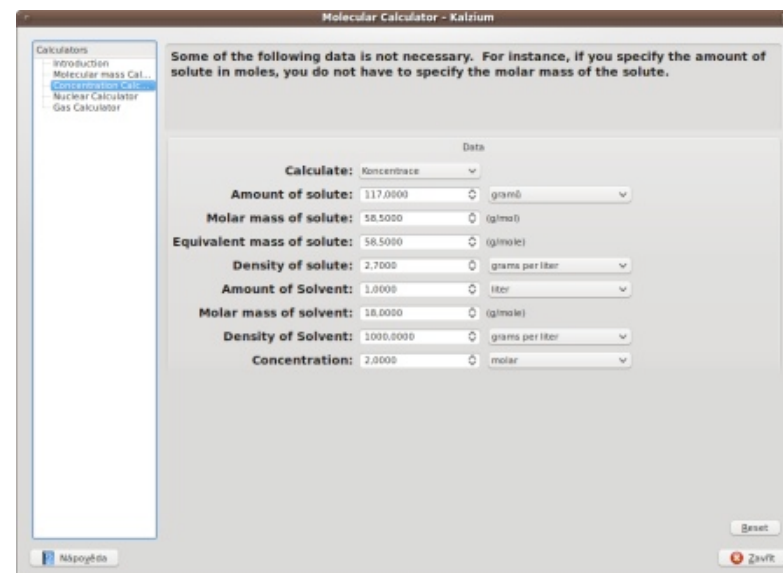 Molecular Calculator - Kalzium
Calculators
Introduction
Molecular mass Cal...
Concentration Calc...
Nuclear Calculator
Gas Calculator
Some of the following data is not necessary. For instance, if you specify the amount of
solute in moles, you do not have to specify the molar mass of the solute.
Data
Calculate: Koncentrace
Amount of solute: 117,0000 gramů
Molar mass of solute: 58,5000 (g/mol)
Equivalent mass of solute: 58,5000 (g/mole)
Density of solute: 2,7000 grams per liter
Amount of Solvent: 1,0000 liter
Molar mass of solvent: 18,0000 (g/mole)
Density of Solvent: 1000,0000 grams per liter
Concentration: 2,0000 molar
Reset
Nápověda Zavřít